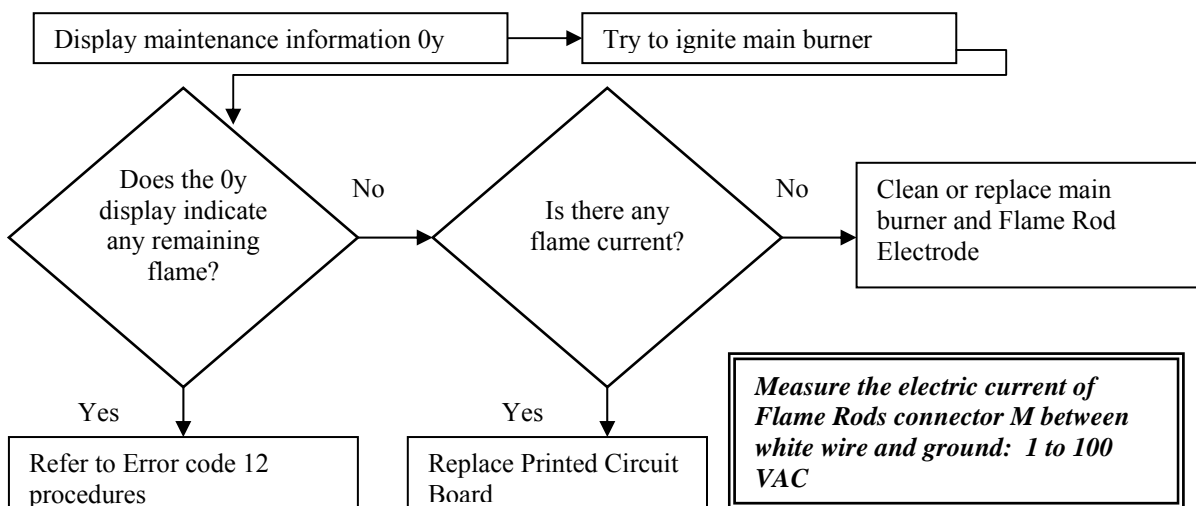 Display maintenance information 0y
Try to ignite main burner
Does the 0y
display indicate
any remaining
flame?
No
Is there any
flame current?
No
Clean or replace main
burner and Flame Rod
Electrode
Yes
Refer to Error code 12
procedures
Yes
Replace Printed Circuit
Board
Measure the electric current of
Flame Rods connector M between
white wire and ground: 1 to 100
VAC